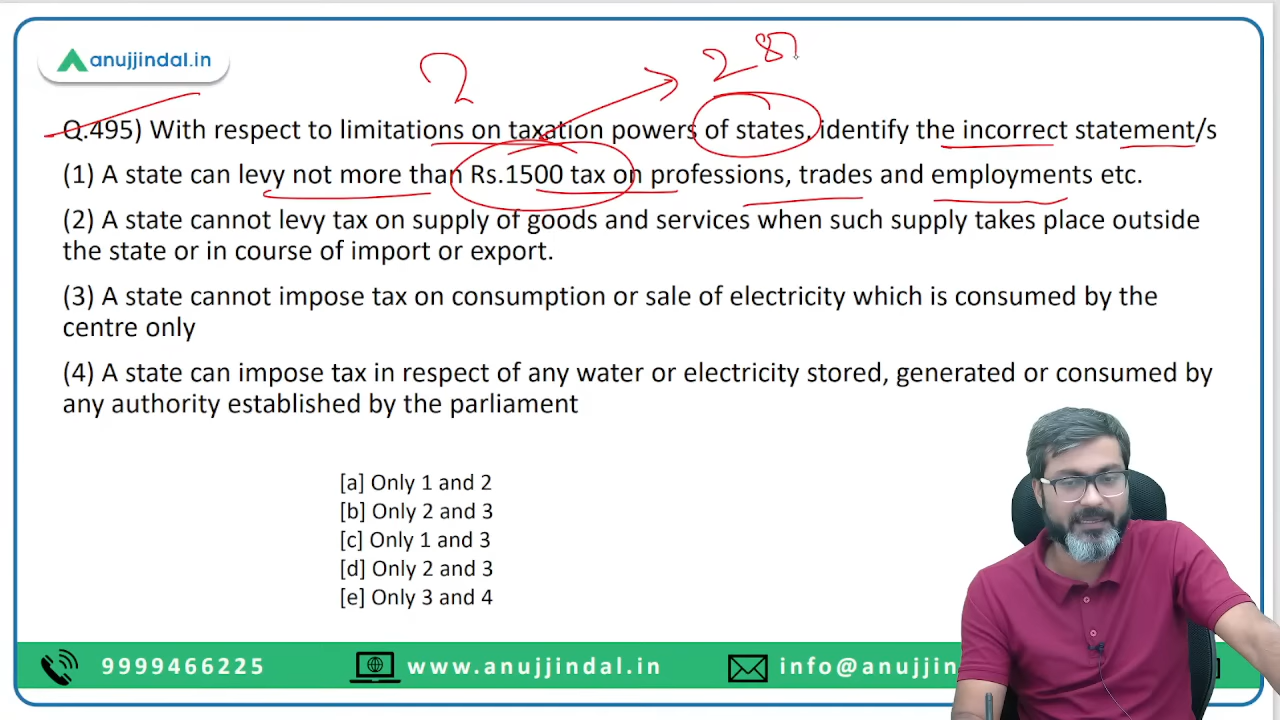 anujjindal.in
2
2 87
Q.495) With respect to limitations on taxation powers of states, identify the incorrect statement/s
(1) A state can levy not more than Rs.1500 tax on professions, trades and employments etc.
(2) A state cannot levy tax on supply of goods and services when such supply takes place outside
the state or in course of import or export.
(3) A state cannot impose tax on consumption or sale of electricity which is consumed by the
centre only
(4) A state can impose tax in respect of any water or electricity stored, generated or consumed by
any authority established by the parliament
[a] Only 1 and 2
[b] Only 2 and 3
[c] Only 1 and 3
[d] Only 2 and 3
[e] Only 3 and 4
9999466225 www.anujjindal.in info@anujjin